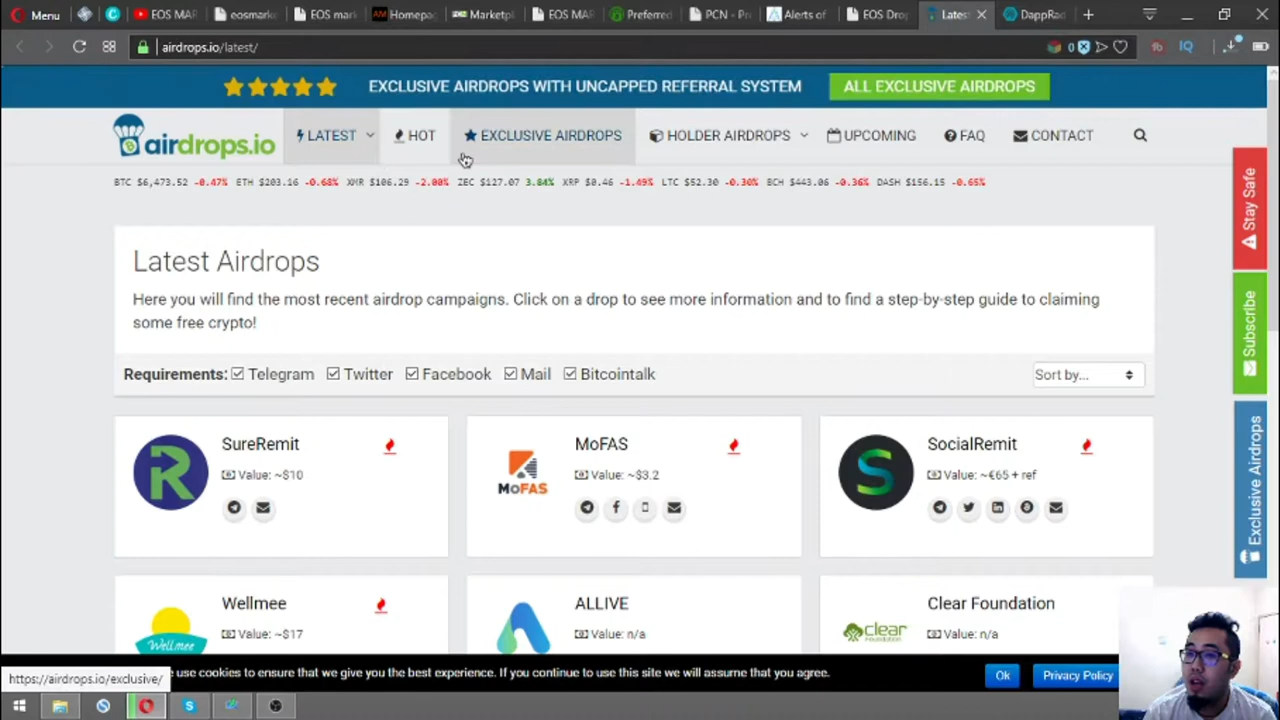 Menu EOS MAR eosmarke EOS mark Homepag Marketpl EOS MAR Preferred PCN - Pr Alerts of EOS Drop Latest DappRad
airdrops.io/latest/ 0 IQ
EXCLUSIVE AIRDROPS WITH UNCAPPED REFERRAL SYSTEM ALL EXCLUSIVE AIRDROPS
airdrops.io LATEST HOT EXCLUSIVE AIRDROPS HOLDER AIRDROPS UPCOMING FAQ CONTACT
BTC $6,473.52 -0.47% ETH $203.16 -0.68% XMR $106.29 -2.00% ZEC $127.07 3.84% XRP $0.46 -1.49% LTC $52.30 -0.30% BCH $443.06 -0.36% DASH $156.15 -0.65%
Stay Safe
Subscribe
Exclusive Airdrops
Latest Airdrops
Here you will find the most recent airdrop campaigns. Click on a drop to see more information and to find a step-by-step guide to claiming
some free crypto!
Requirements: Telegram Twitter Facebook Mail Bitcointalk Sort by...
SureRemit
Value: ~$10
MoFAS
MoFAS
Value: ~$3.2
SocialRemit
Value: ~€65 + ref
Wellmee
Wellmee
Value: ~$17
ALLIVE
Value: n/a
Clear Foundation
clear
Value: n/a
https://airdrops.io/exclusive/
use cookies to ensure that we give you the best experience. If you continue to use this site we will assume that you agree. Ok Privacy Policy